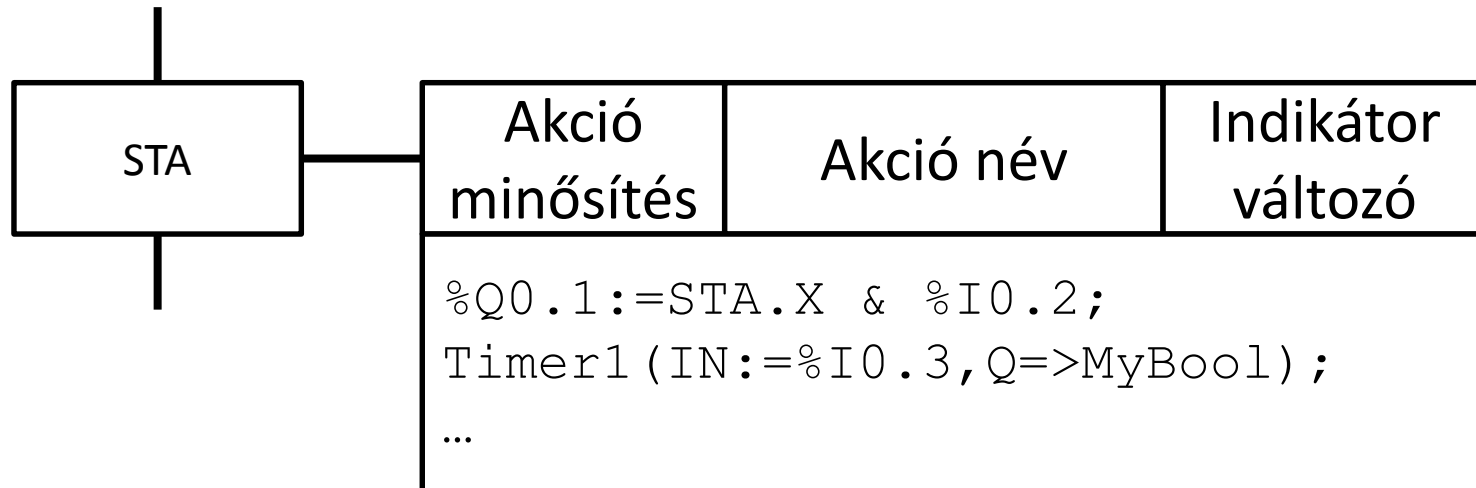 STA
Akció
minősítés
Akció név
Indikátor
változó
%Q0.1:=STA.X & %I0.2;
Timer1(IN:=%I0.3,Q=>MyBool);
…